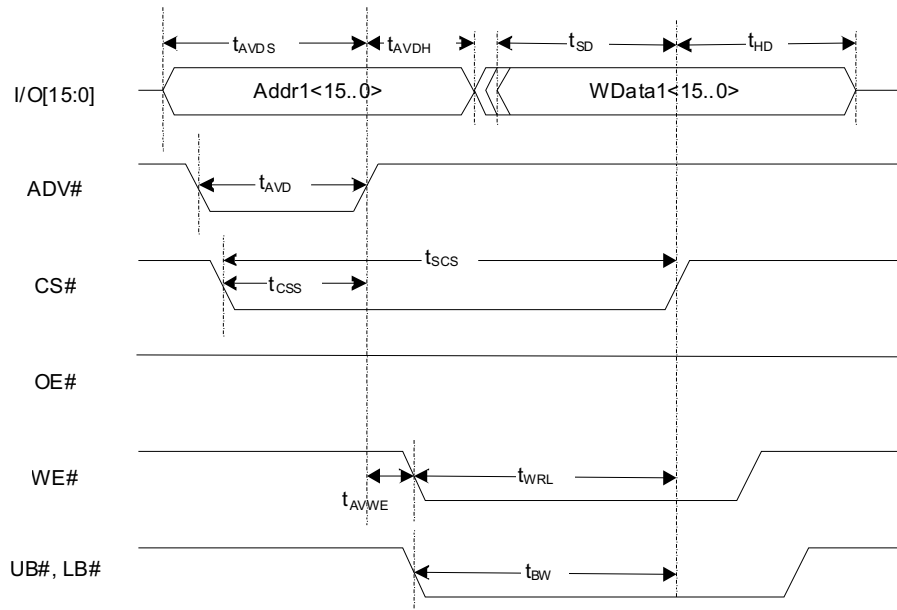 tAVDS tAVDH tSD tHD
I/O[15:0] Addr1<15..0> WData1<15..0>
ADV# tAVD
tSCS
CS# tCSS
OE#
WE# tWRL
tAVWE
UB#, LB# tBW